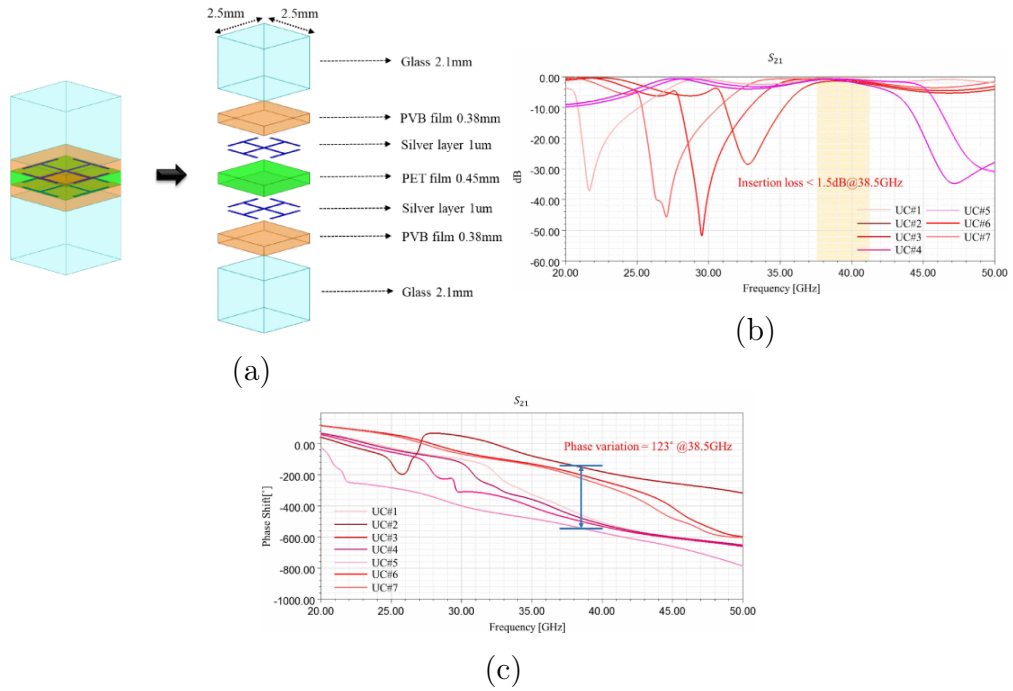 2.5mm
2.5mm
Glass 2.1mm
PVB film 0.38mm
Silver layer 1um
PET film 0.45mm
Silver layer 1um
PVB film 0.38mm
Glass 2.1mm
(a)
S21
0.00
-10.00
-20.00
-30.00
-40.00
-50.00
-60.00
dB
Insertion loss < 1.5dB@38.5GHz
UC#1
UC#2
UC#3
UC#4
UC#5
UC#6
UC#7
20.00 25.00 30.00 35.00 40.00 45.00 50.00
Frequency [GHz]
(b)
S21
0.00
-200.00
-400.00
-600.00
-800.00
-1000.00
Phase Shift[°]
Phase variation = 123° @38.5GHz
UC#1
UC#2
UC#3
UC#4
UC#5
UC#6
UC#7
20.00 25.00 30.00 35.00 40.00 45.00 50.00
Frequency [GHz]
(c)